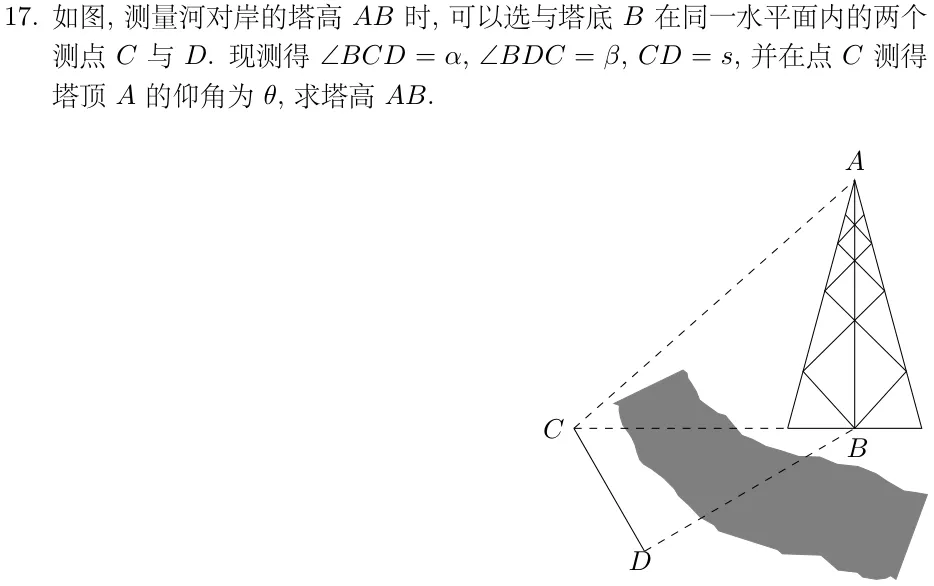 17. 如图, 测量河对岸的塔高 AB 时, 可以选与塔底 B 在同一水平面内的两个
测点 C 与 D. 现测得 ∠BCD = α, ∠BDC = β, CD = s, 并在点 C 测得
塔顶 A 的仰角为 θ, 求塔高 AB.
A
C
B
D